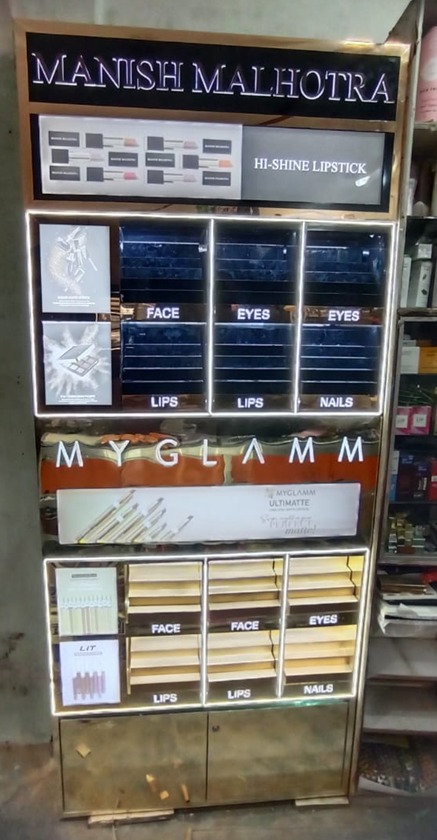 MANISH MALHOTRA
HI-SHINE LIPSTICK
FACE EYES EYES
LIPS LIPS NAILS
MYGLAMM
MYGLAMM
ULTIMATTE
FACE FACE EYES
LIT
LIPS LIPS NAILS